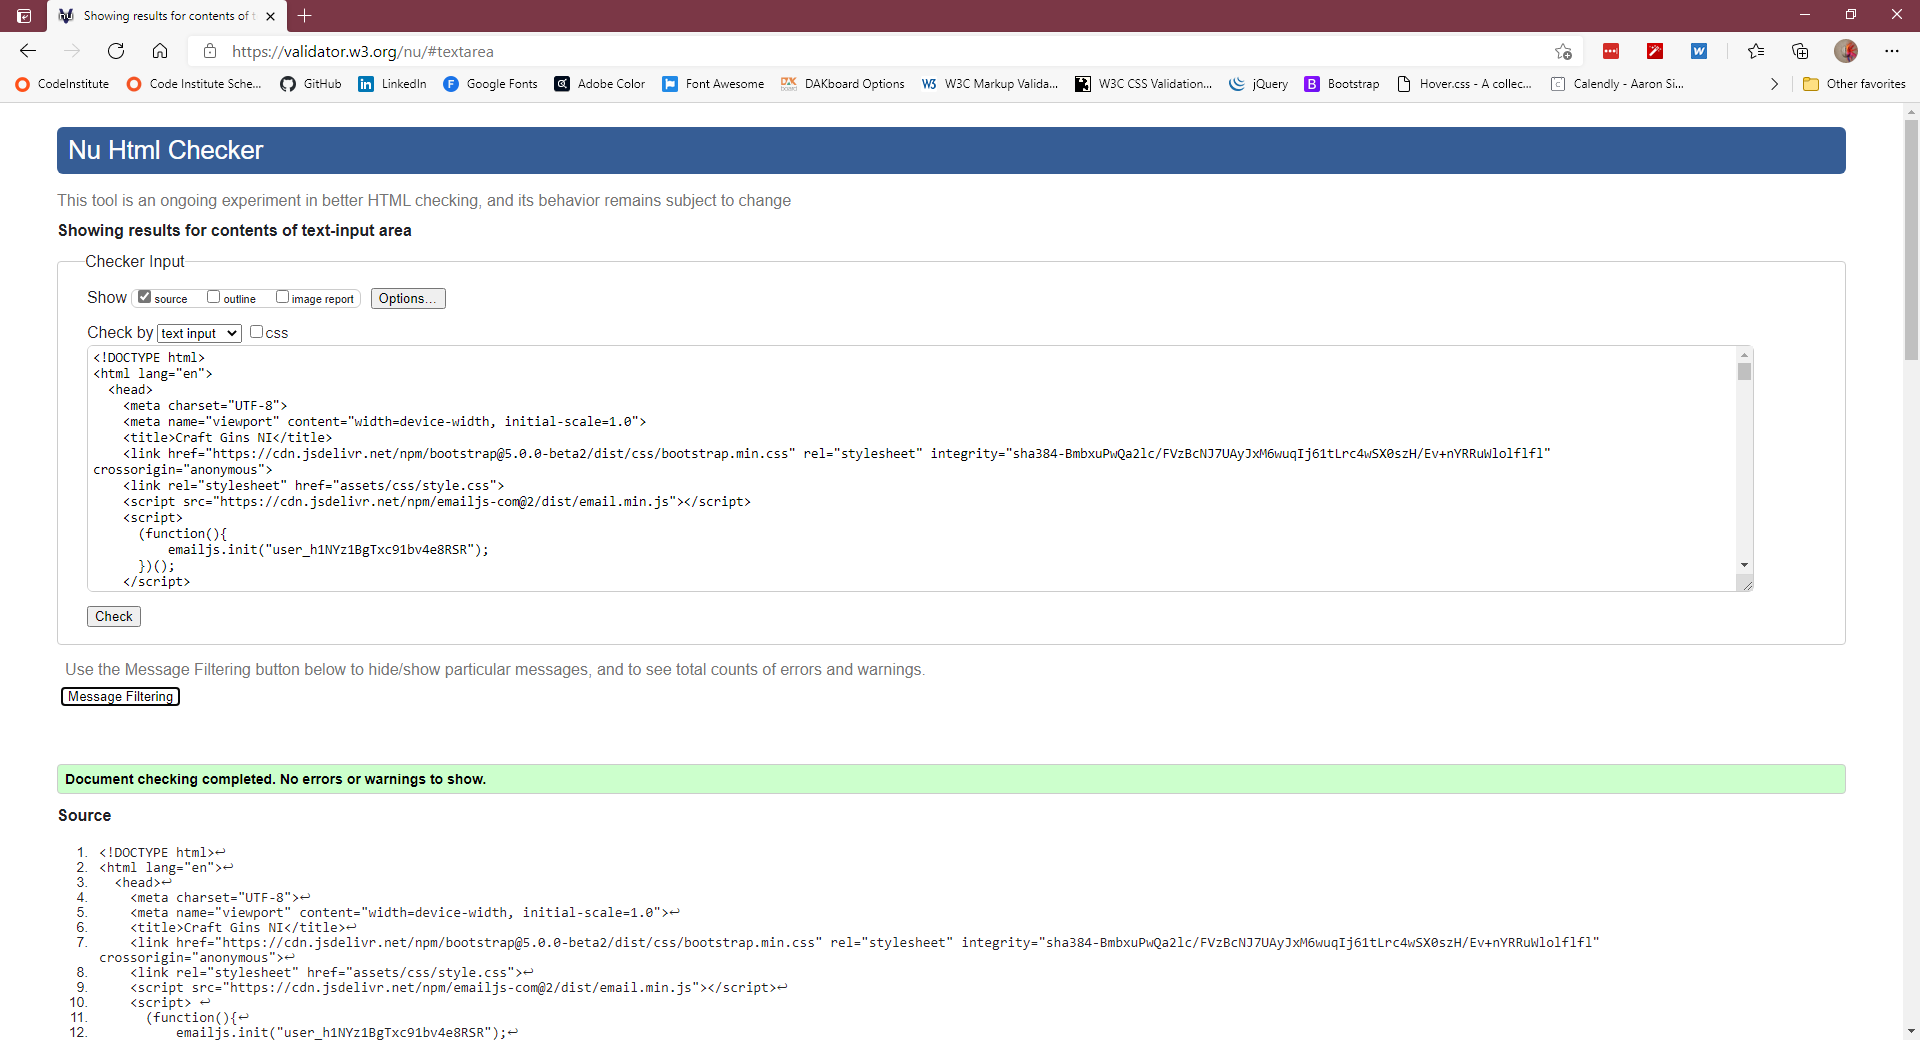 Showing results for contents of t
https://validator.w3.org/nu/#textarea
CodeInstitute
Code Institute Sche...
GitHub
LinkedIn
Google Fonts
Adobe Color
Font Awesome
DAKboard Options
W3C Markup Valida...
W3C CSS Validation...
jQuery
Bootstrap
Hover.css - A collec...
Calendly - Aaron Si...
Other favorites
Nu Html Checker
This tool is an ongoing experiment in better HTML checking, and its behavior remains subject to change
Showing results for contents of text-input area
Checker Input
Show source outline image report Options...
Check by text input css
<!DOCTYPE html>
<html lang="en">
<head>
<meta charset="UTF-8">
<meta name="viewport" content="width=device-width, initial-scale=1.0">
<title>Craft Gins NI</title>
<link href="https://cdn.jsdelivr.net/npm/bootstrap@5.0.0-beta2/dist/css/bootstrap.min.css" rel="stylesheet" integrity="sha384-BmbxuPwQa2lc/FVzBcNJ7UAyJxM6wuqIj61tLrc4wSX0szH/Ev+nYRRuWlolflfl"
crossorigin="anonymous">
<link rel="stylesheet" href="assets/css/style.css">
<script src="https://cdn.jsdelivr.net/npm/emailjs-com@2/dist/email.min.js"></script>
<script>
(function(){
emailjs.init("user_h1NYz1BgTxc91bv4e8RSR");
})();
</script>
Check
Use the Message Filtering button below to hide/show particular messages, and to see total counts of errors and warnings.
Message Filtering
Document checking completed. No errors or warnings to show.
Source
1. <!DOCTYPE html>↩
2. <html lang="en">↩
3. <head>↩
4. <meta charset="UTF-8">↩
5. <meta name="viewport" content="width=device-width, initial-scale=1.0">↩
6. <title>Craft Gins NI</title>↩
7. <link href="https://cdn.jsdelivr.net/npm/bootstrap@5.0.0-beta2/dist/css/bootstrap.min.css" rel="stylesheet" integrity="sha384-BmbxuPwQa2lc/FVzBcNJ7UAyJxM6wuqIj61tLrc4wSX0szH/Ev+nYRRuWlolflfl"
crossorigin="anonymous">↩
8. <link rel="stylesheet" href="assets/css/style.css">↩
9. <script src="https://cdn.jsdelivr.net/npm/emailjs-com@2/dist/email.min.js"></script>↩
10. <script> ↩
11. (function(){↩
12. emailjs.init("user_h1NYz1BgTxc91bv4e8RSR");↩